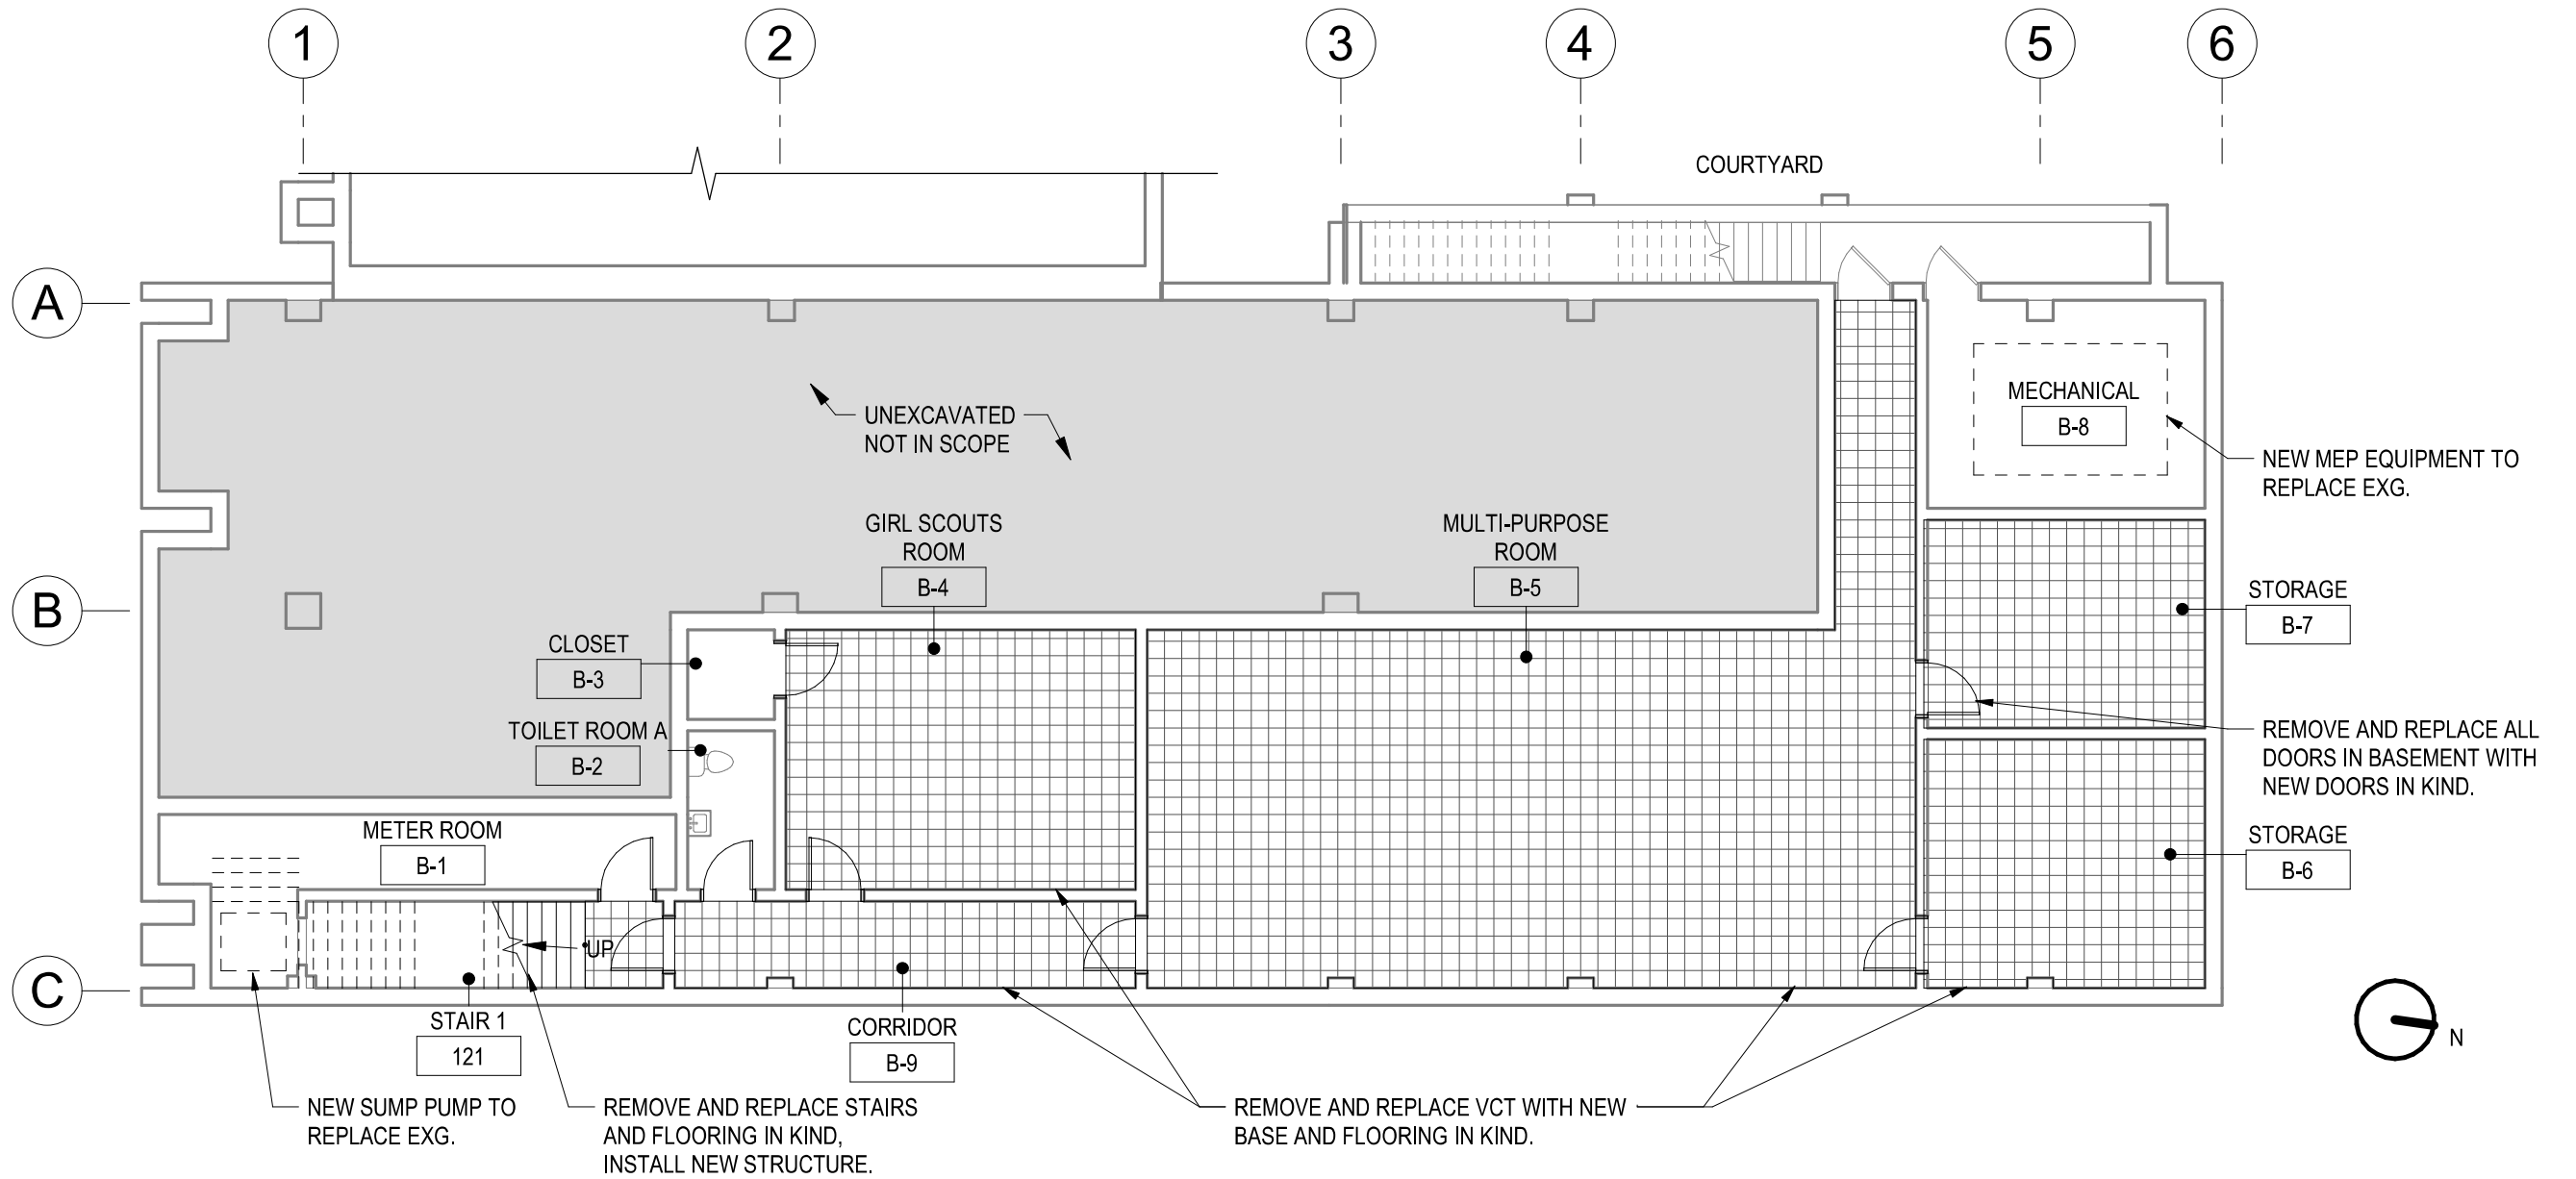 1
2
3
4
5
6
COURTYARD
A
B
C
UNEXCAVATED
NOT IN SCOPE
MECHANICAL
B-8
NEW MEP EQUIPMENT TO
REPLACE EXG.
GIRL SCOUTS
ROOM
B-4
MULTI-PURPOSE
ROOM
B-5
STORAGE
B-7
CLOSET
B-3
TOILET ROOM A
B-2
REMOVE AND REPLACE ALL
DOORS IN BASEMENT WITH
NEW DOORS IN KIND.
METER ROOM
B-1
STORAGE
B-6
UP
STAIR 1
121
CORRIDOR
B-9
N
NEW SUMP PUMP TO
REPLACE EXG.
REMOVE AND REPLACE STAIRS
AND FLOORING IN KIND,
INSTALL NEW STRUCTURE.
REMOVE AND REPLACE VCT WITH NEW
BASE AND FLOORING IN KIND.